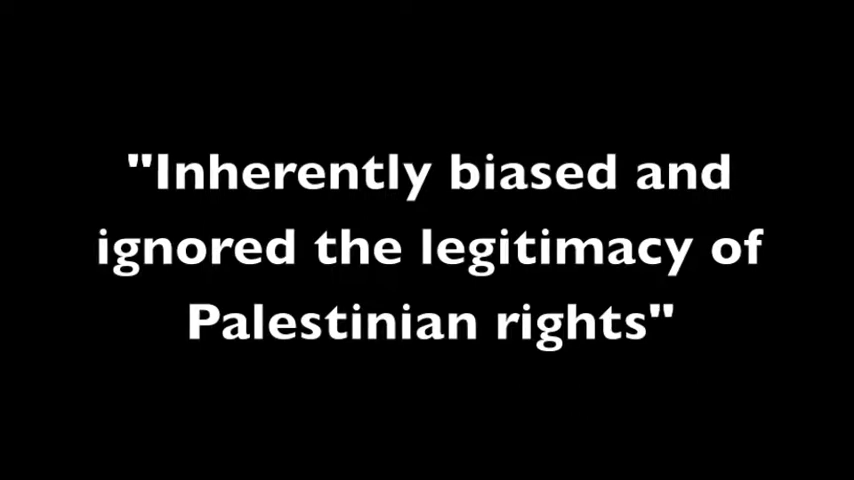 "Inherently biased and
ignored the legitimacy of
Palestinian rights"